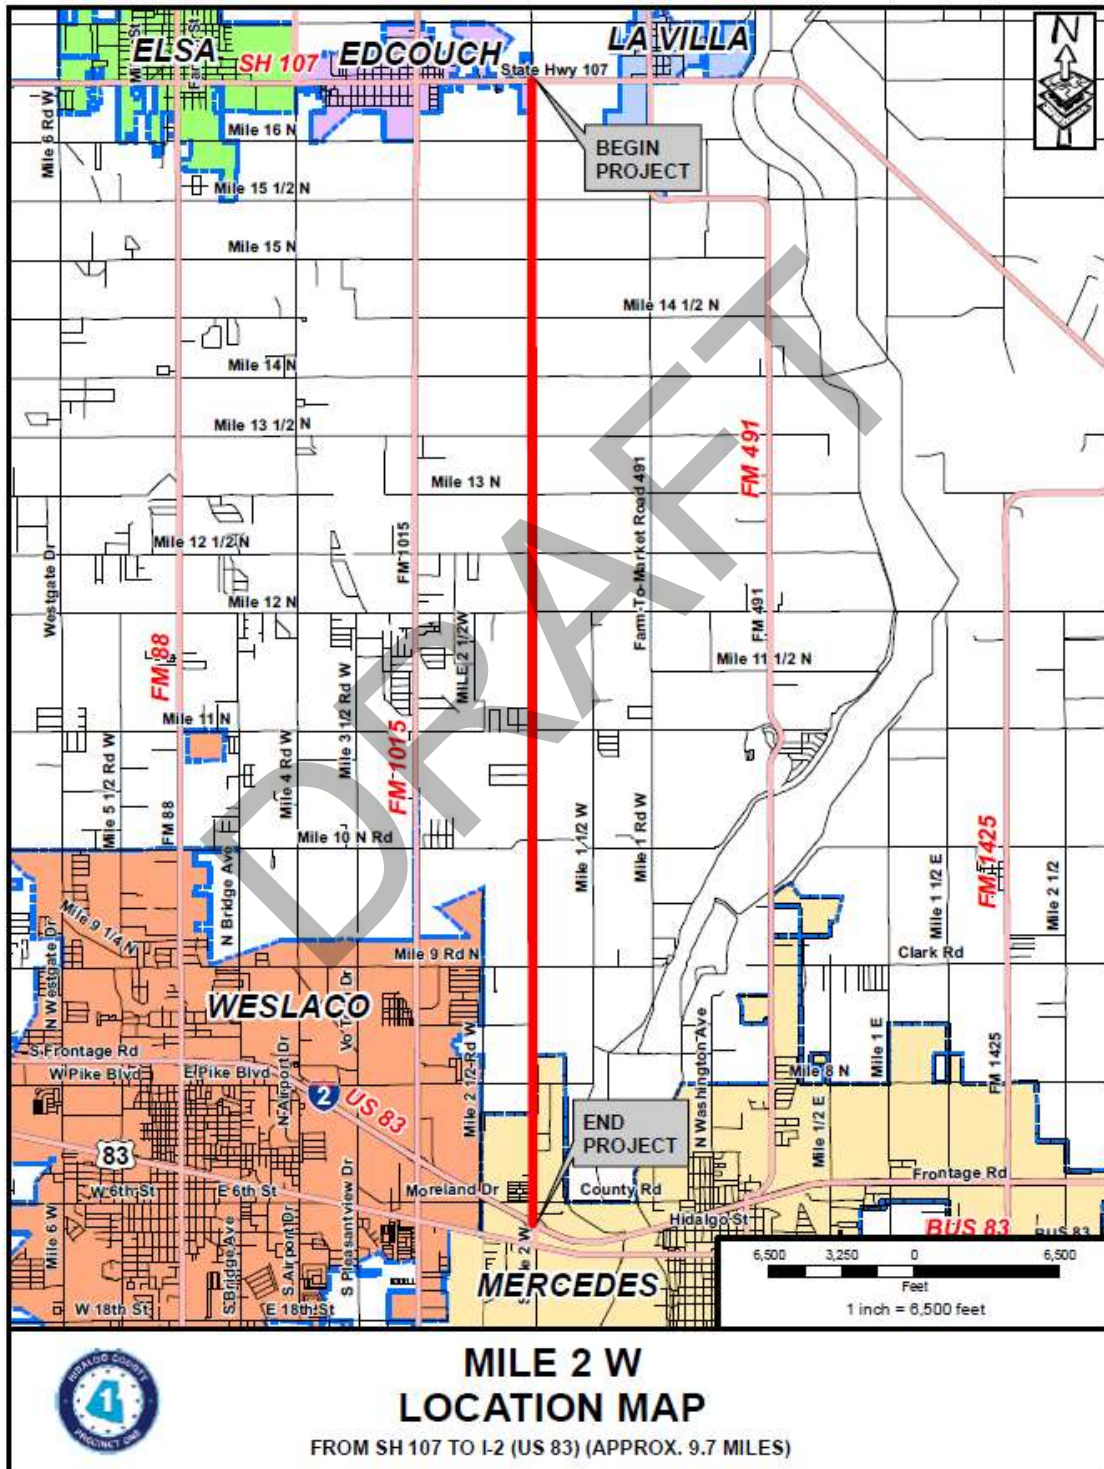 ELSA
EDCOUCH
LA VILLA
N
SH 107
State Hwy 107
Mile 6 Rd W
Mile 16 N
BEGIN
PROJECT
Mile 15 1/2 N
Mile 15 N
Mile 14 1/2 N
Mile 14 N
Mile 13 1/2 N
FM 491
Mile 13 N
Farm-To-Market Road 491
Mile 12 1/2 N
FM 1015
Westgate Dr
Mile 12 N
FM 491
MILE 2 1/2 W
FM 88
Mile 11 1/2 N
Mile 3 1/2 Rd W
Mile 11 N
FM 1015
Mile 5 1/2 Rd W
Mile 4 Rd W
FM 88
Mile 10 N Rd
Mile 1 1/2 W
Mile 1 Rd W
FM 1425
N Bridge Ave
Mile 1 1/2 E
Mile 2 1/2
Mile 9 1/4 N
Mile 9 Rd N
Clark Rd
N Westgate Dr
WESLACO
DRAFT
S Frontage Rd
W Pike Blvd
E Pike Blvd
N Airport Dr
Mile 2 1/2 Rd W
N Washington Ave
Mile 1 E
Mile 8 N
FM 1425
2
US 83
END
PROJECT
Mile 1/2 E
83
W 6th St
E 6th St
Moreland Dr
County Rd
Frontage Rd
Hidalgo St
BUS 83
BUS 83
Mile 6 W
S Bridge Ave
S Airport Dr
S Pleasantview Dr
MERCEDES
W 18th St
E 18th St
6,500
3,250
0
6,500
Feet
1 inch = 6,500 feet
HIDALGO COUNTY
1
PRECINCT ONE
MILE 2 W
LOCATION MAP
FROM SH 107 TO I-2 (US 83) (APPROX. 9.7 MILES)